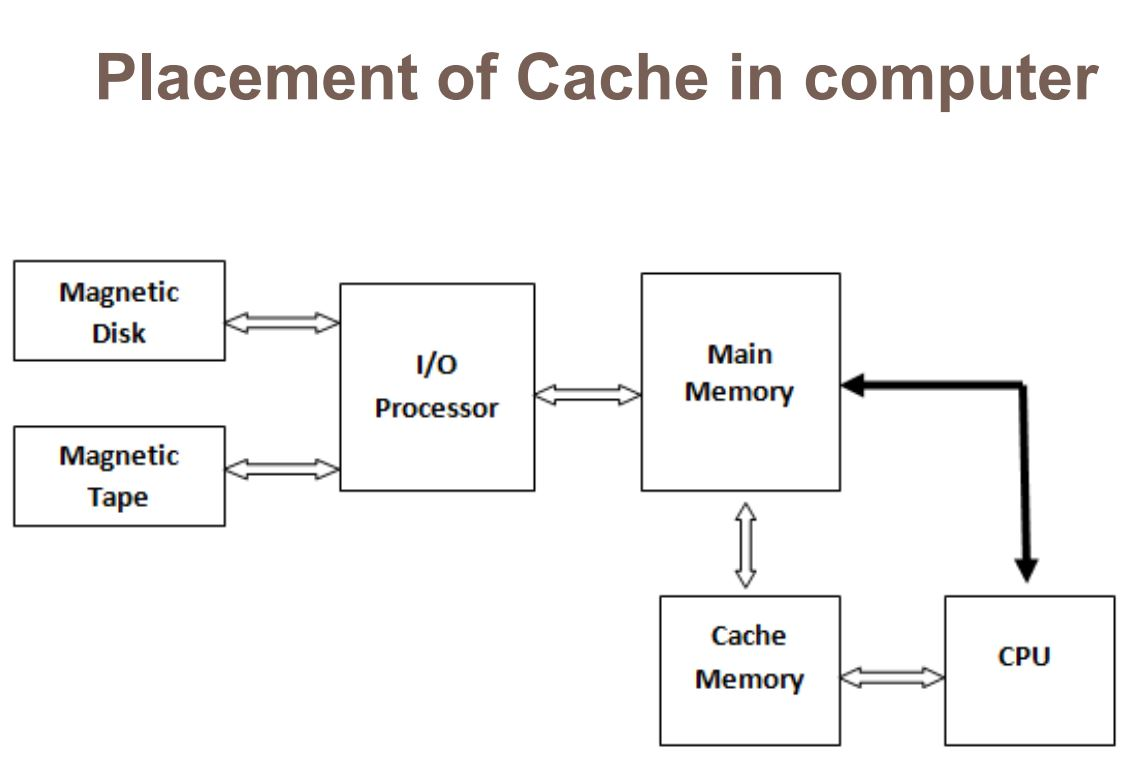 Placement of Cache in computer
Magnetic
Disk
Magnetic
Tape
I/O
Processor
Main
Memory
Cache
Memory
CPU